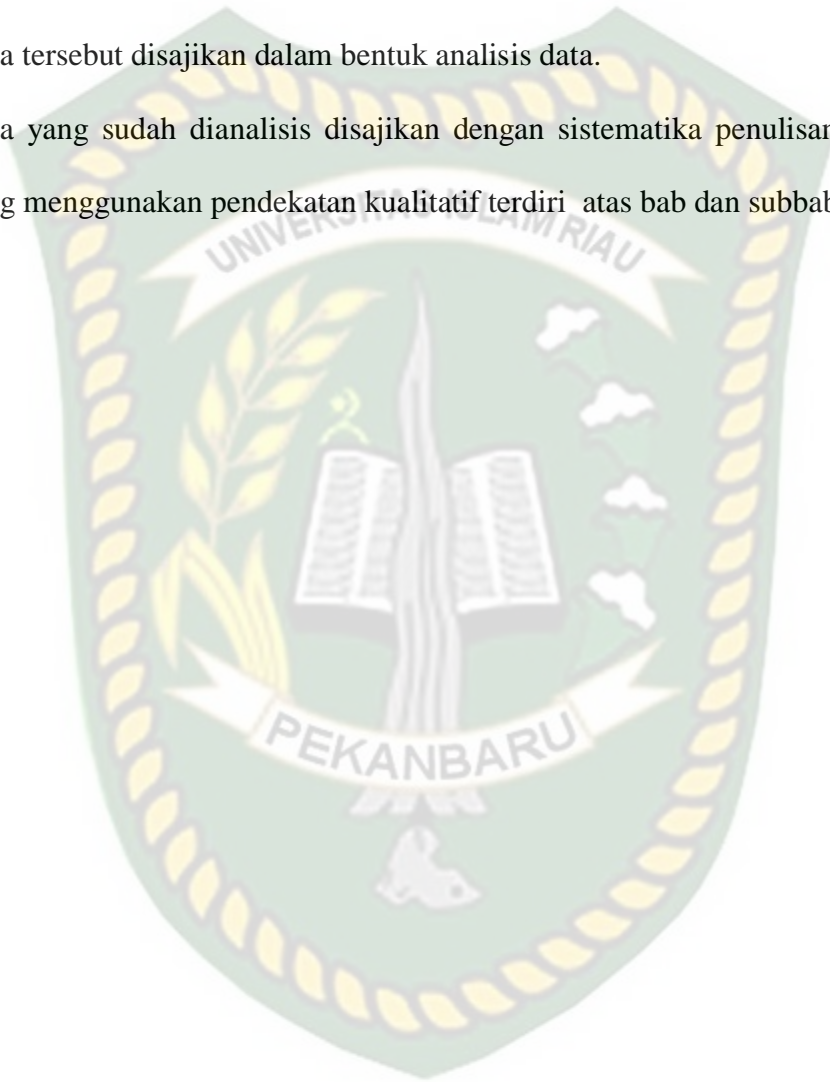 a tersebut disajikan dalam bentuk analisis data.
a yang sudah dianalisis disajikan dengan sistematika penulisan
g menggunakan pendekatan kualitatif terdiri atas bab dan subbab
UNIVERSITAS ISLAM RIAU
PEKANBARU